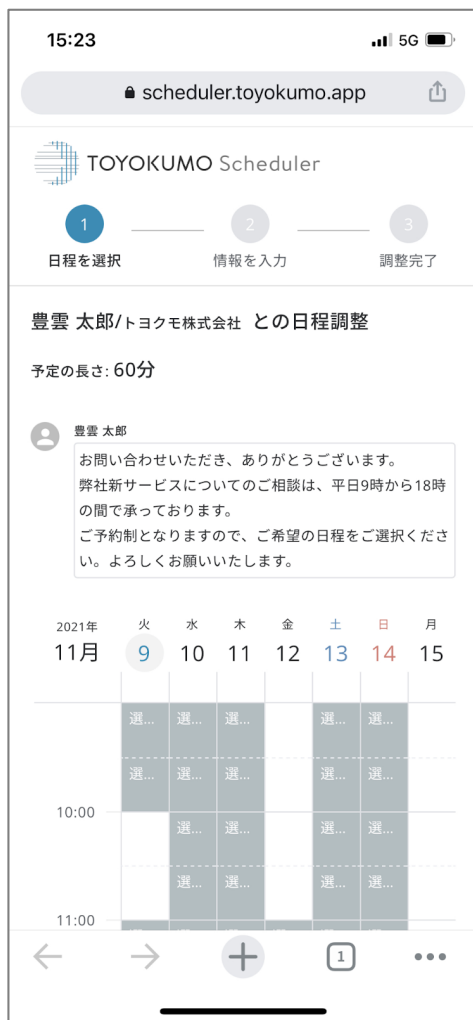 15:23
5G
scheduler.toyokumo.app
TOYOKUMO Scheduler
1
2
3
日程を選択
情報を入力
調整完了
豊雲 太郎/トヨクモ株式会社 との日程調整
予定の長さ: 60分
豊雲 太郎
お問い合わせいただき、ありがとうございます。
弊社新サービスについてのご相談は、平日9時から18時
の間で承っております。
ご予約制となりますので、ご希望の日程をご選択くださ
い。よろしくお願いいたします。
2021年 火 水 木 金 土 日 月
11月 9 10 11 12 13 14 15
選... 選... 選... 選... 選...
選... 選... 選... 選... 選...
10:00 選... 選... 選... 選...
選... 選... 選... 選...
11:00
1